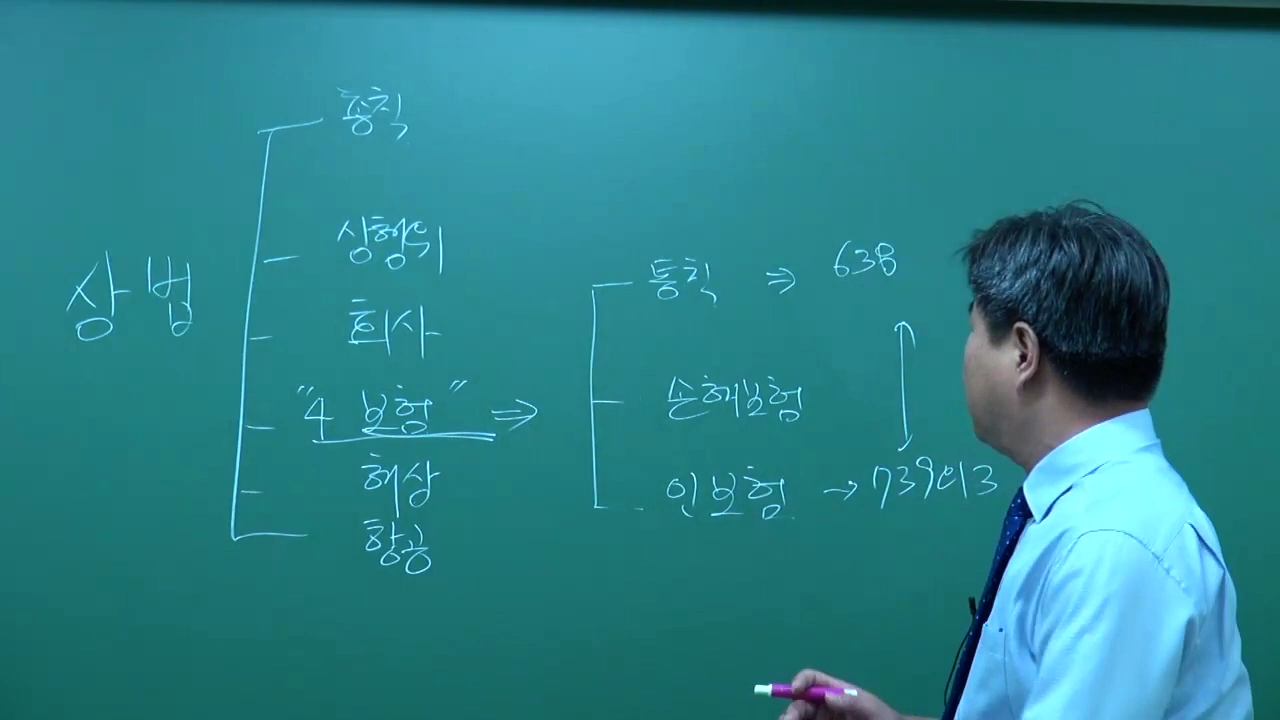 상법
총칙
상행위
회사
"4 보험" ⇒
해상
항공
통칙 ⇒ 638
손해보험
인보험 → 739의3